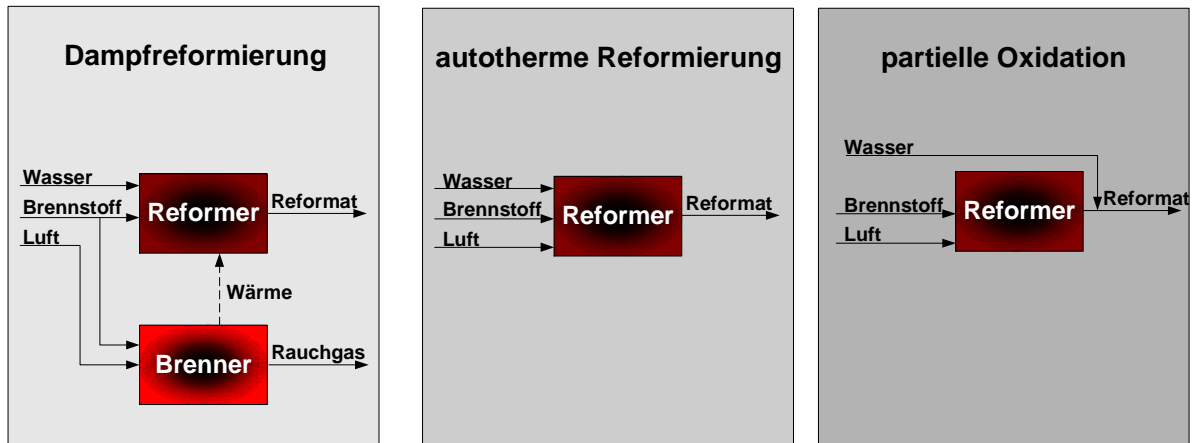 Dampfreformierung
Wasser
Brennstoff
Luft
Reformer
Reformat
Wärme
Brenner
Rauchgas
autotherme Reformierung
Wasser
Brennstoff
Luft
Reformer
Reformat
partielle Oxidation
Wasser
Brennstoff
Luft
Reformer
Reformat